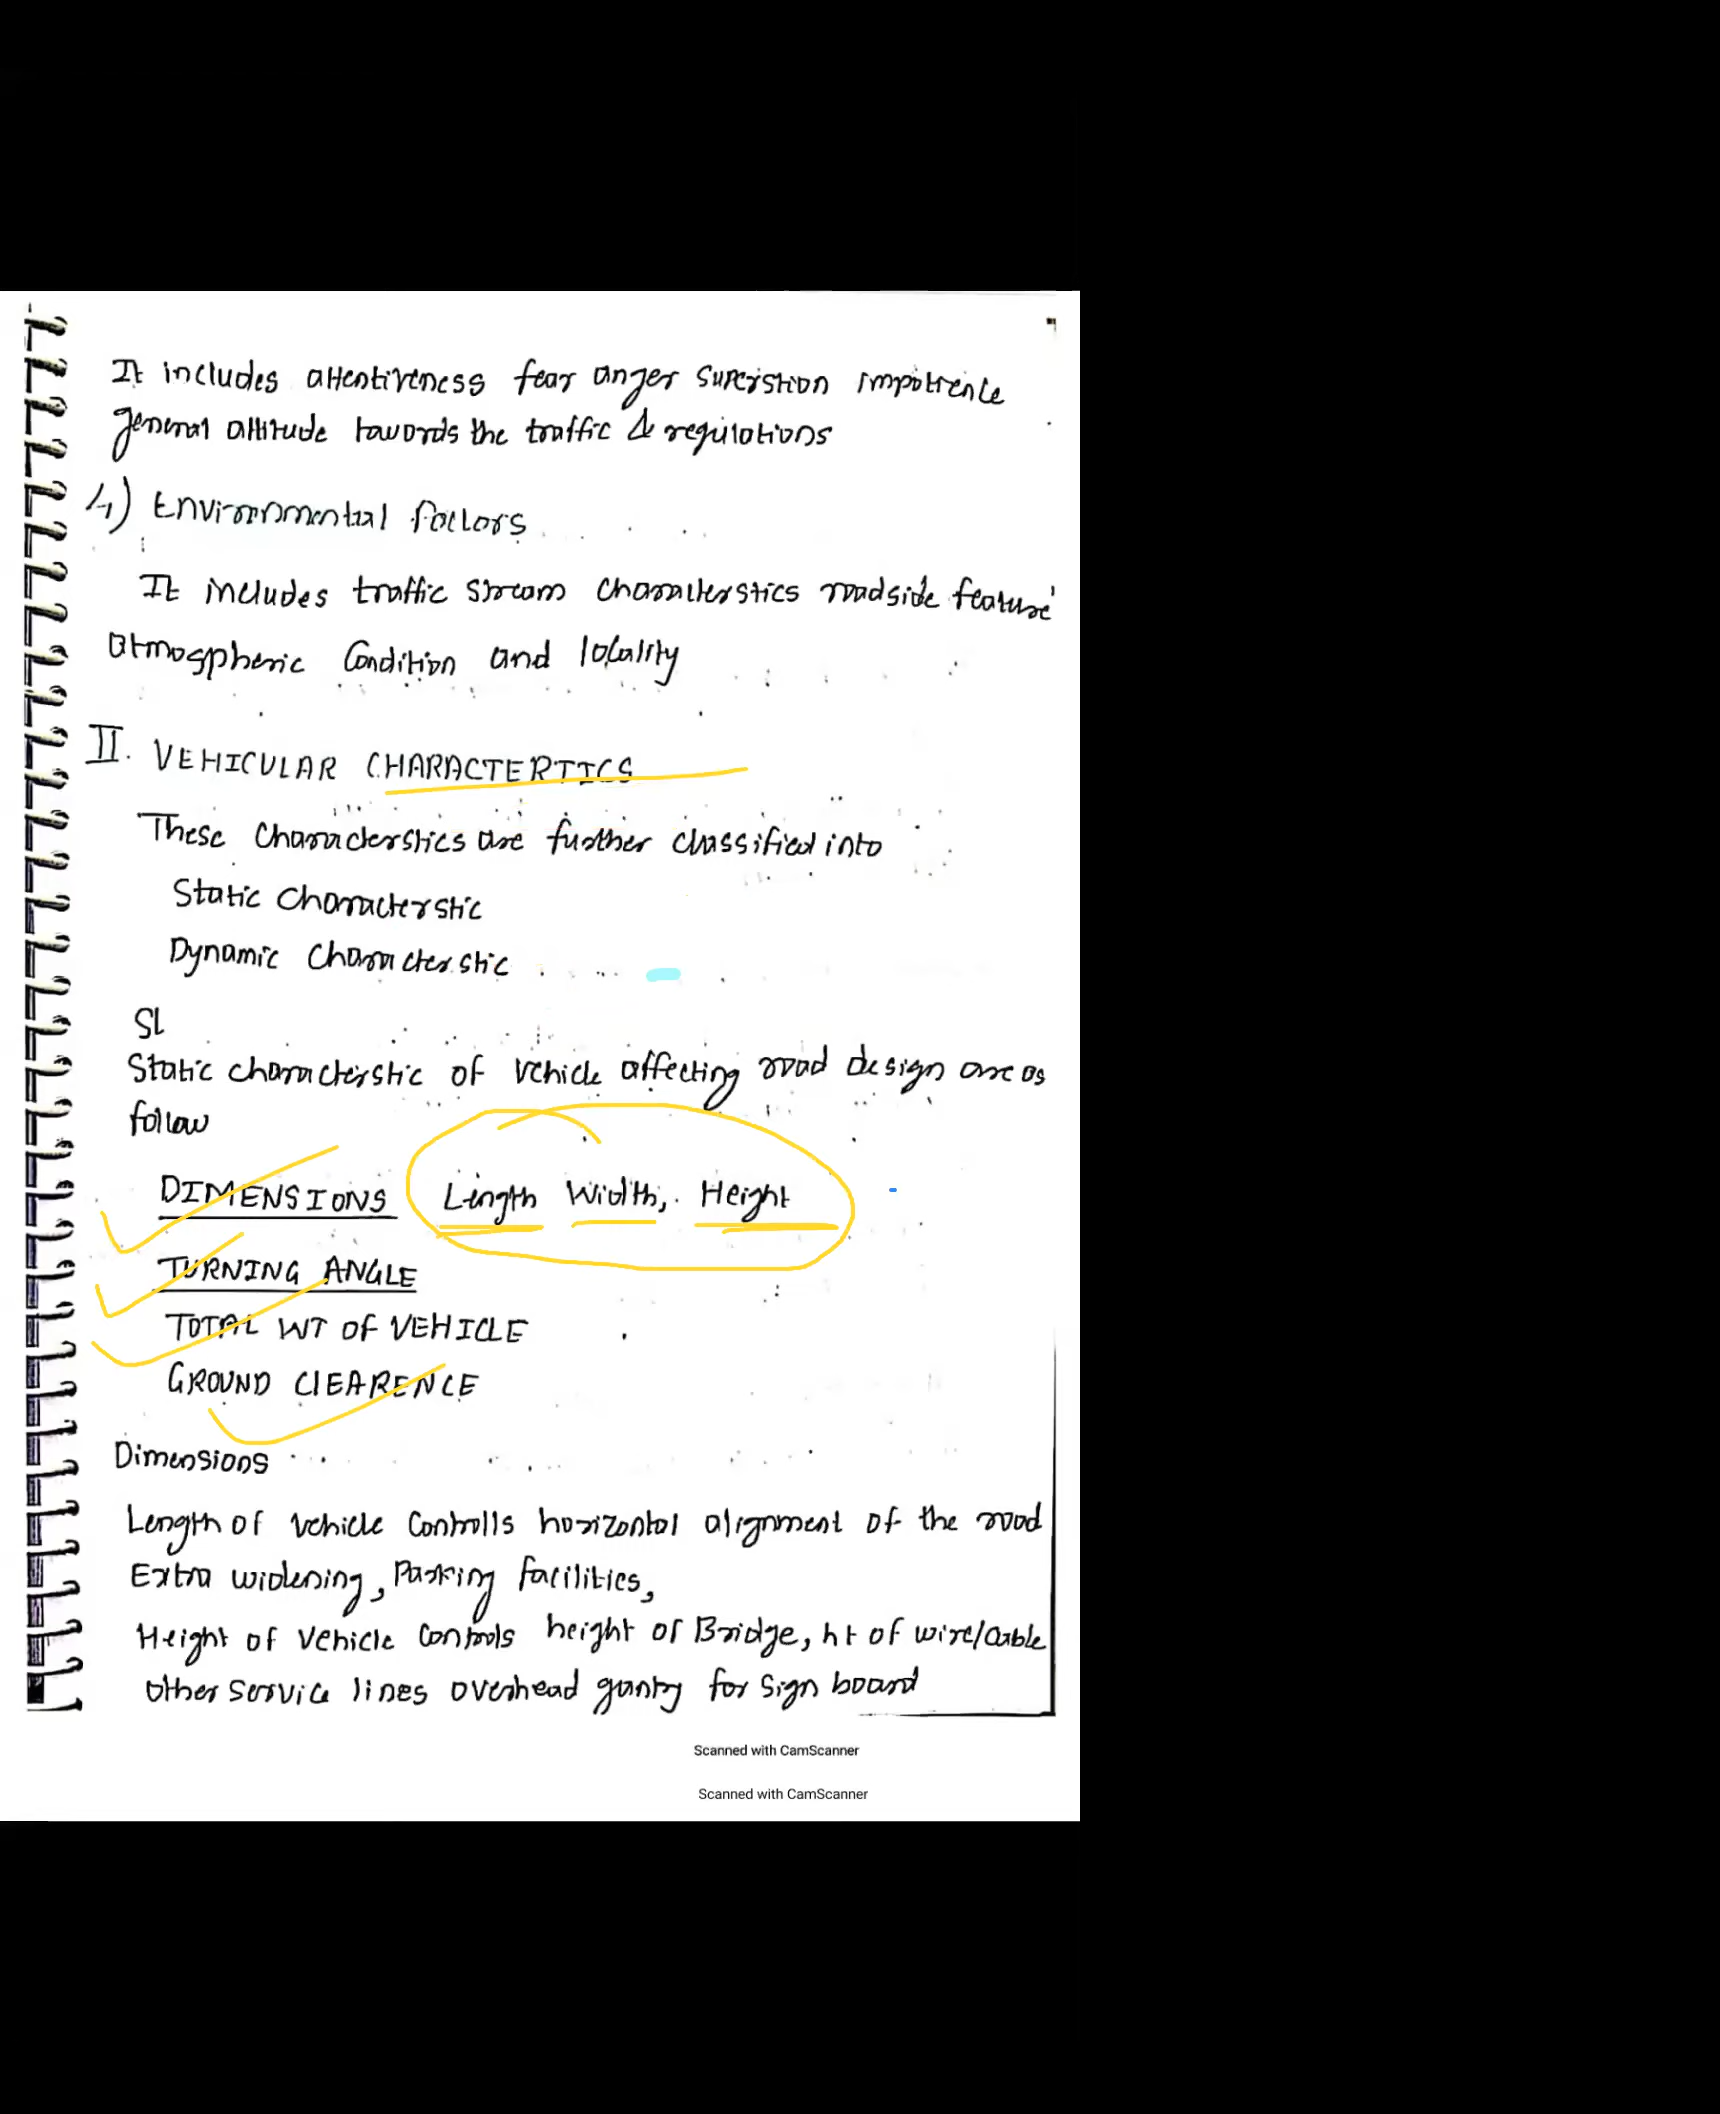 It includes attentiveness fear anger
general attitude towards the traffic & regulations
4) Environmental factors
It includes traffic stream characterstics roadside feature
atmospheric Condition and locality
II. VEHICULAR CHARACTERTICS
These Characterstics are further classified into
Static Characterstic
Dynamic Characterstic
SL
Static characterstic of vehicle affecting road design are as
follow
DIMENSIONS Length Width, Height
TURNING ANGLE
TOTAL WT OF VEHICLE
GROUND ClEARENCE
Dimensions
Length of vehicle Controlls horizontal alignment of the road
Extra widening, Parking facilities,
Height of vehicle Controls height of Bridge, ht of wire/cable
other service lines overhead gantry for Sign board
Scanned with CamScanner
Scanned with CamScanner